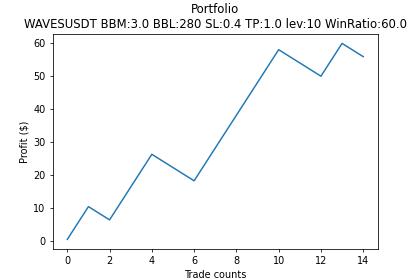 Portfolio
WAVESUSDT BBM:3.0 BBL:280 SL:0.4 TP:1.0 lev:10 WinRatio:60.0
60
50
40
30
20
10
0
Profit ($)
0 2 4 6 8 10 12 14
Trade counts